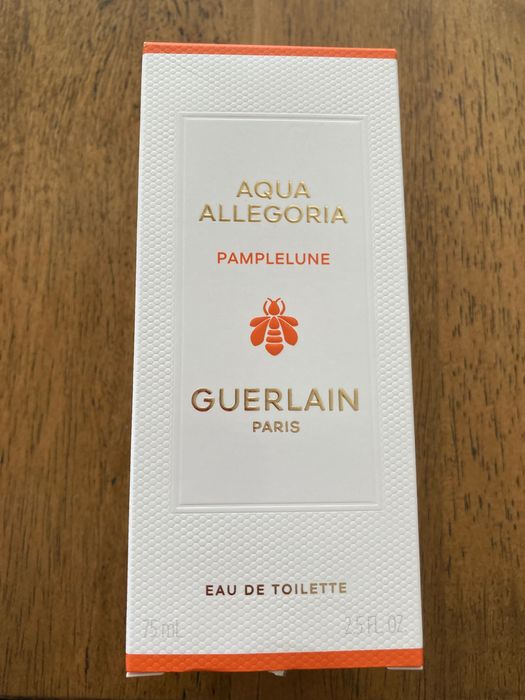 AQUA
ALLEGORIA
PAMPLELUNE
GUERLAIN
PARIS
EAU DE TOILETTE
75 mL 2.5 FL. OZ